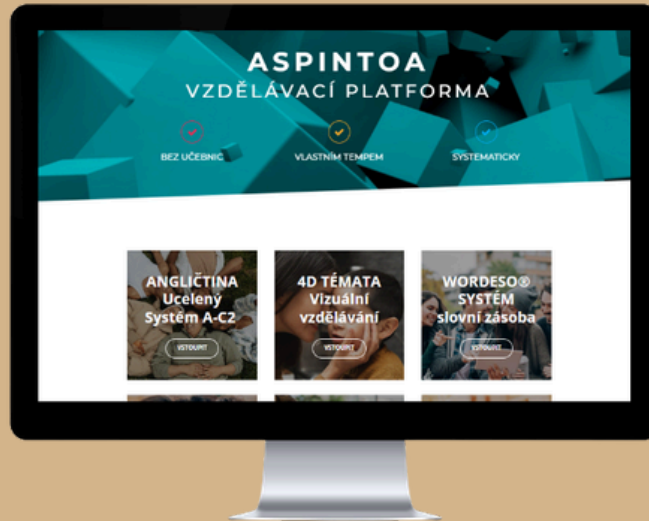 ASPINTOA
VZDĚLÁVACÍ PLATFORMA
BEZ UČEBNIC
VLASTNÍM TEMPEM
SYSTEMATICKY
ANGLIČTINA
Ucelený
Systém A-C2
VSTOUPIT
4D TÉMATA
Vizuální
vzdělávání
VSTOUPIT
WORDESO®
SYSTÉM
slovní zásoba
VSTOUPIT